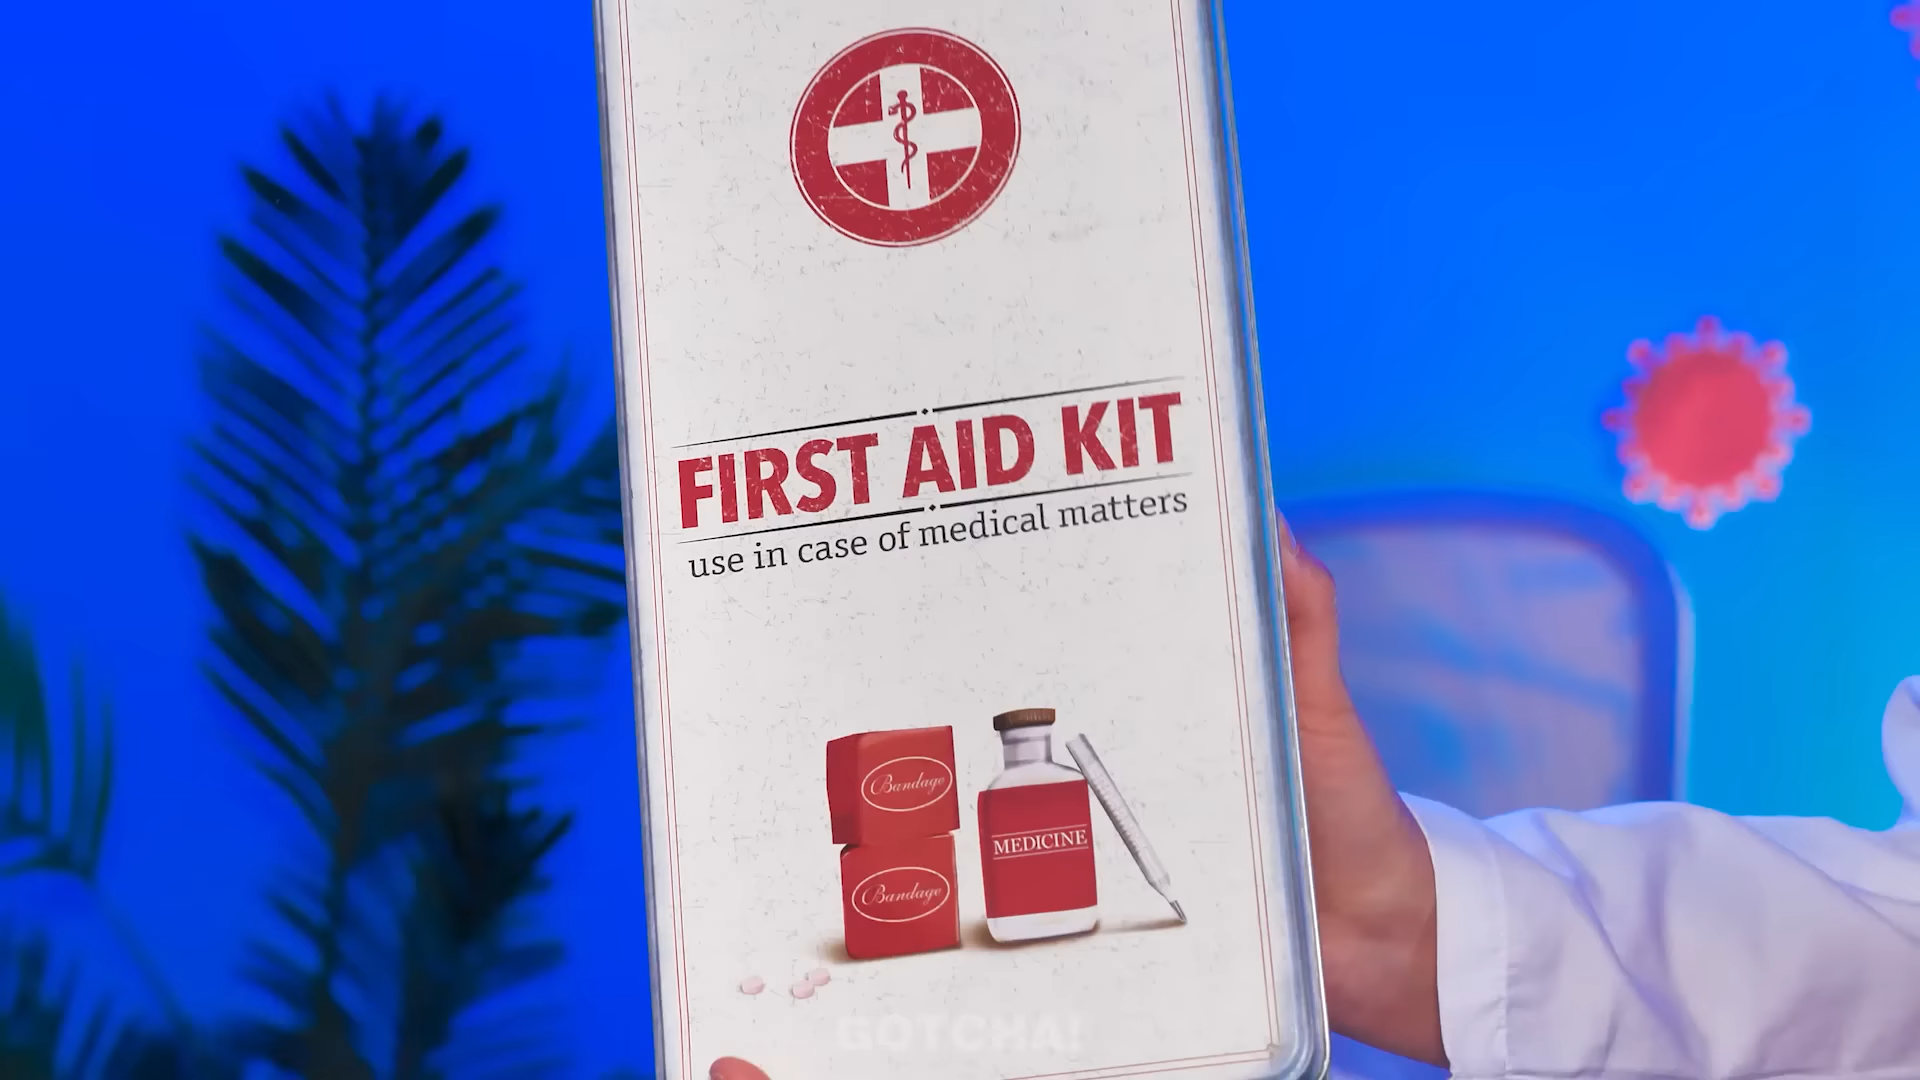 FIRST AID KIT
use in case of medical matters
Bandage
Bandage
MEDICINE
GOTCHA!